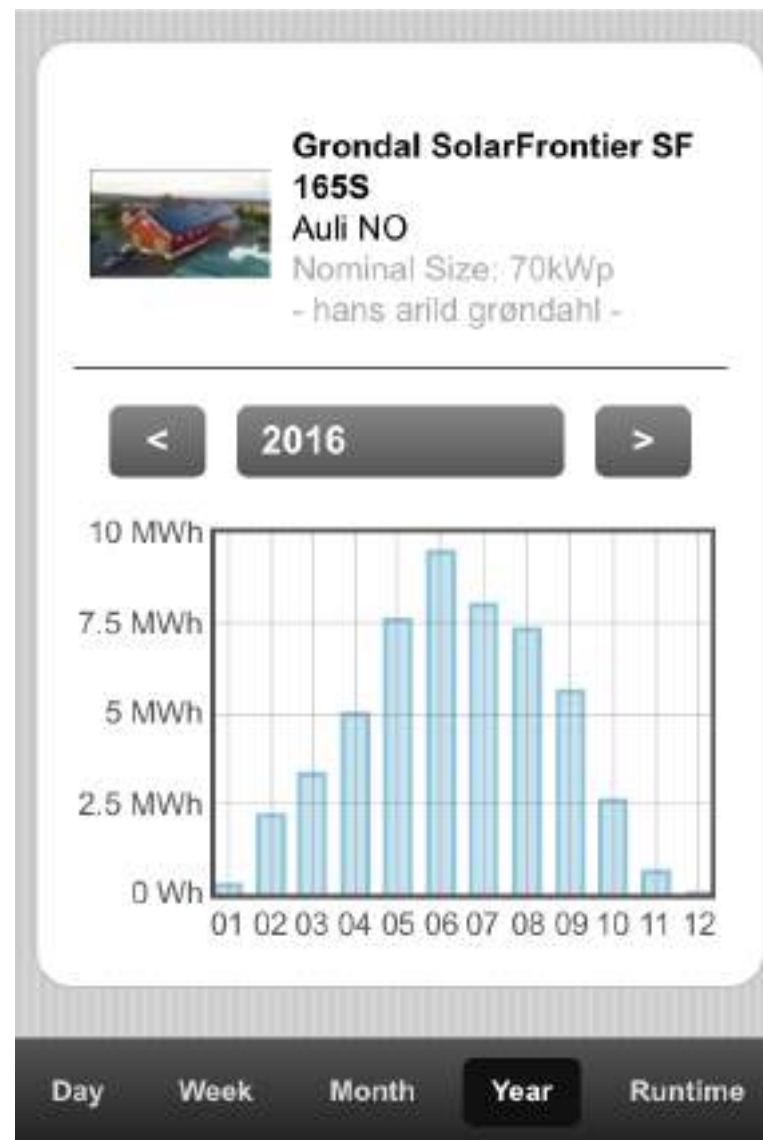 Grondal SolarFrontier SF
165S
Auli NO
Nominal Size: 70kWp
- hans arild grøndahl -
< 2016 >
10 MWh
7.5 MWh
5 MWh
2.5 MWh
0 Wh
01 02 03 04 05 06 07 08 09 10 11 12
Day Week Month Year Runtime